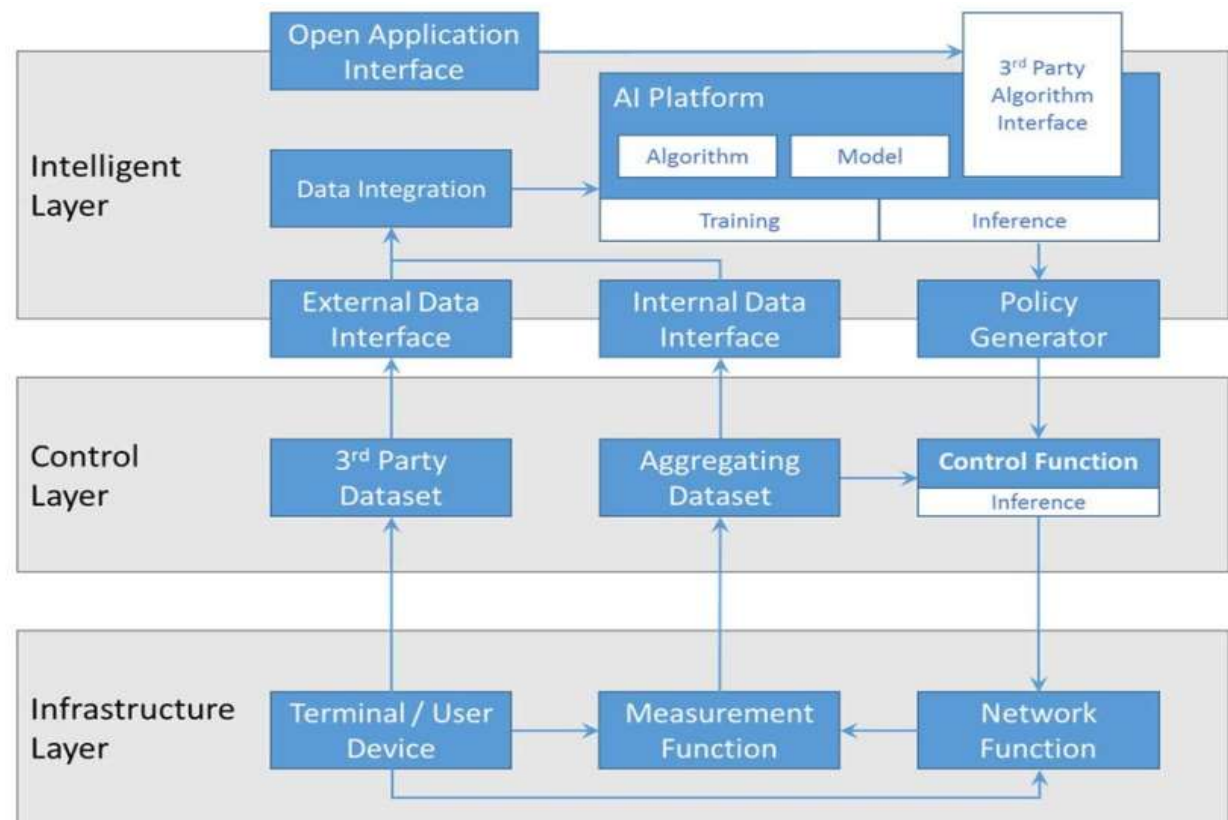 Open Application
Interface
3rd Party
Algorithm
Interface
AI Platform
Algorithm
Model
Intelligent
Layer
Data Integration
Training
Inference
External Data
Interface
Internal Data
Interface
Policy
Generator
Control
Layer
3rd Party
Dataset
Aggregating
Dataset
Control Function
Inference
Infrastructure
Layer
Terminal / User
Device
Measurement
Function
Network
Function